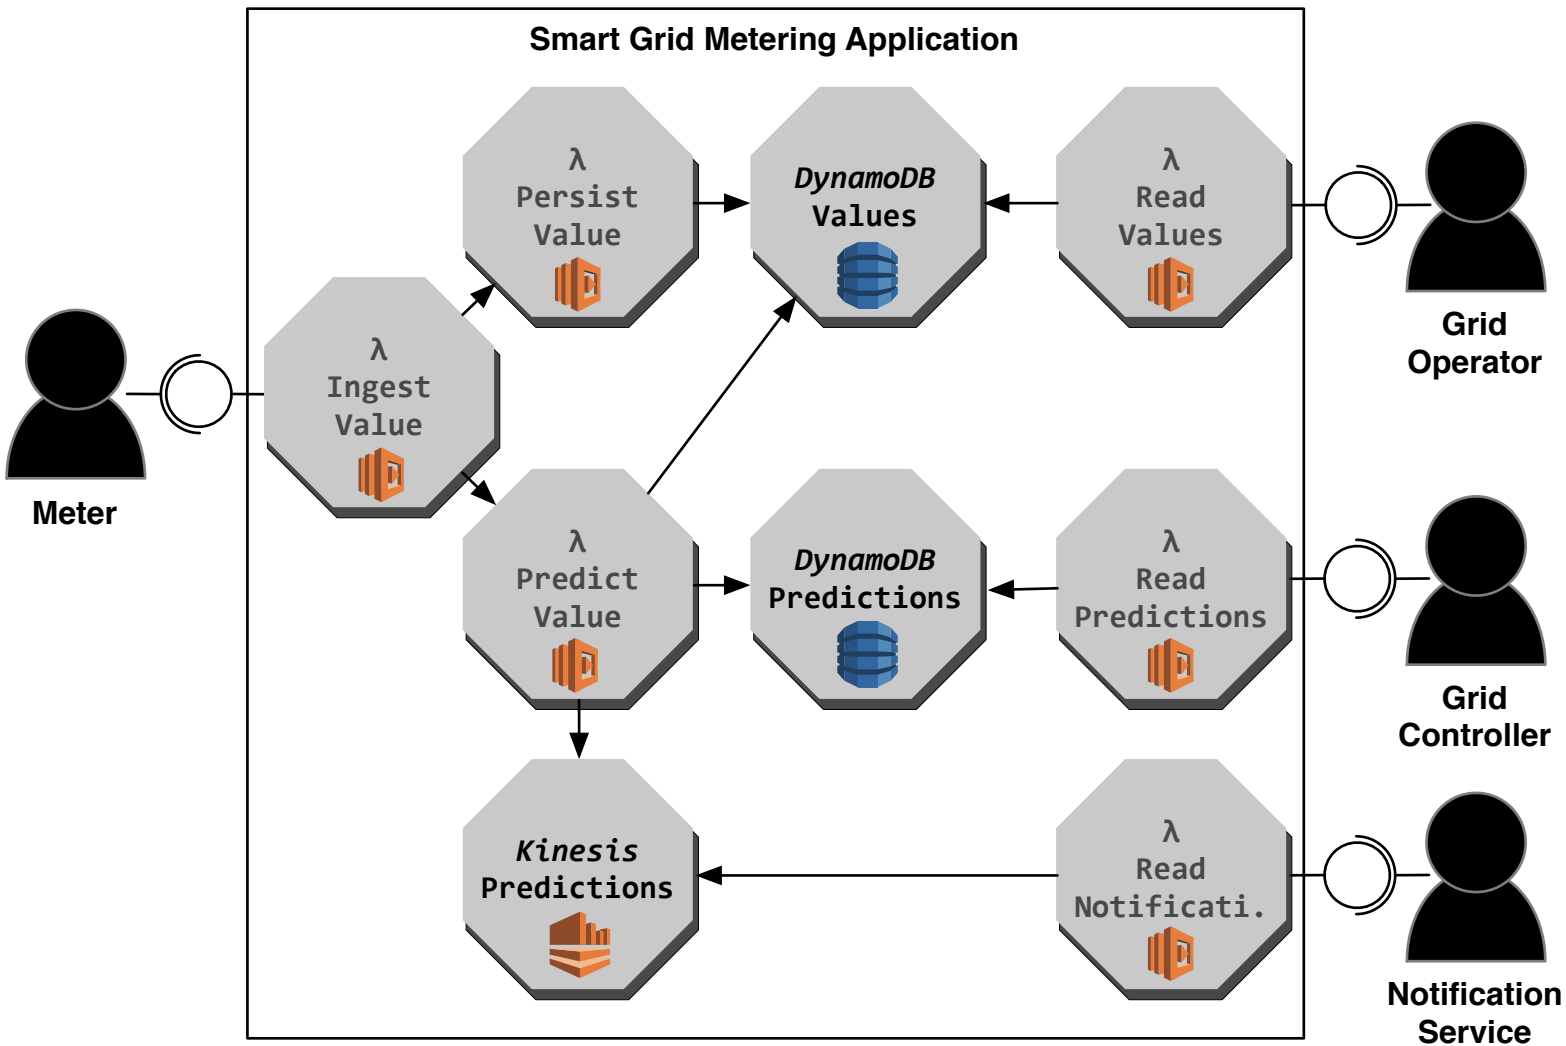 Smart Grid Metering Application
λ
Persist
Value
DynamoDB
Values
λ
Read
Values
Grid
Operator
λ
Ingest
Value
Meter
λ
Predict
Value
DynamoDB
Predictions
λ
Read
Predictions
Grid
Controller
Kinesis
Predictions
λ
Read
Notificati.
Notification
Service